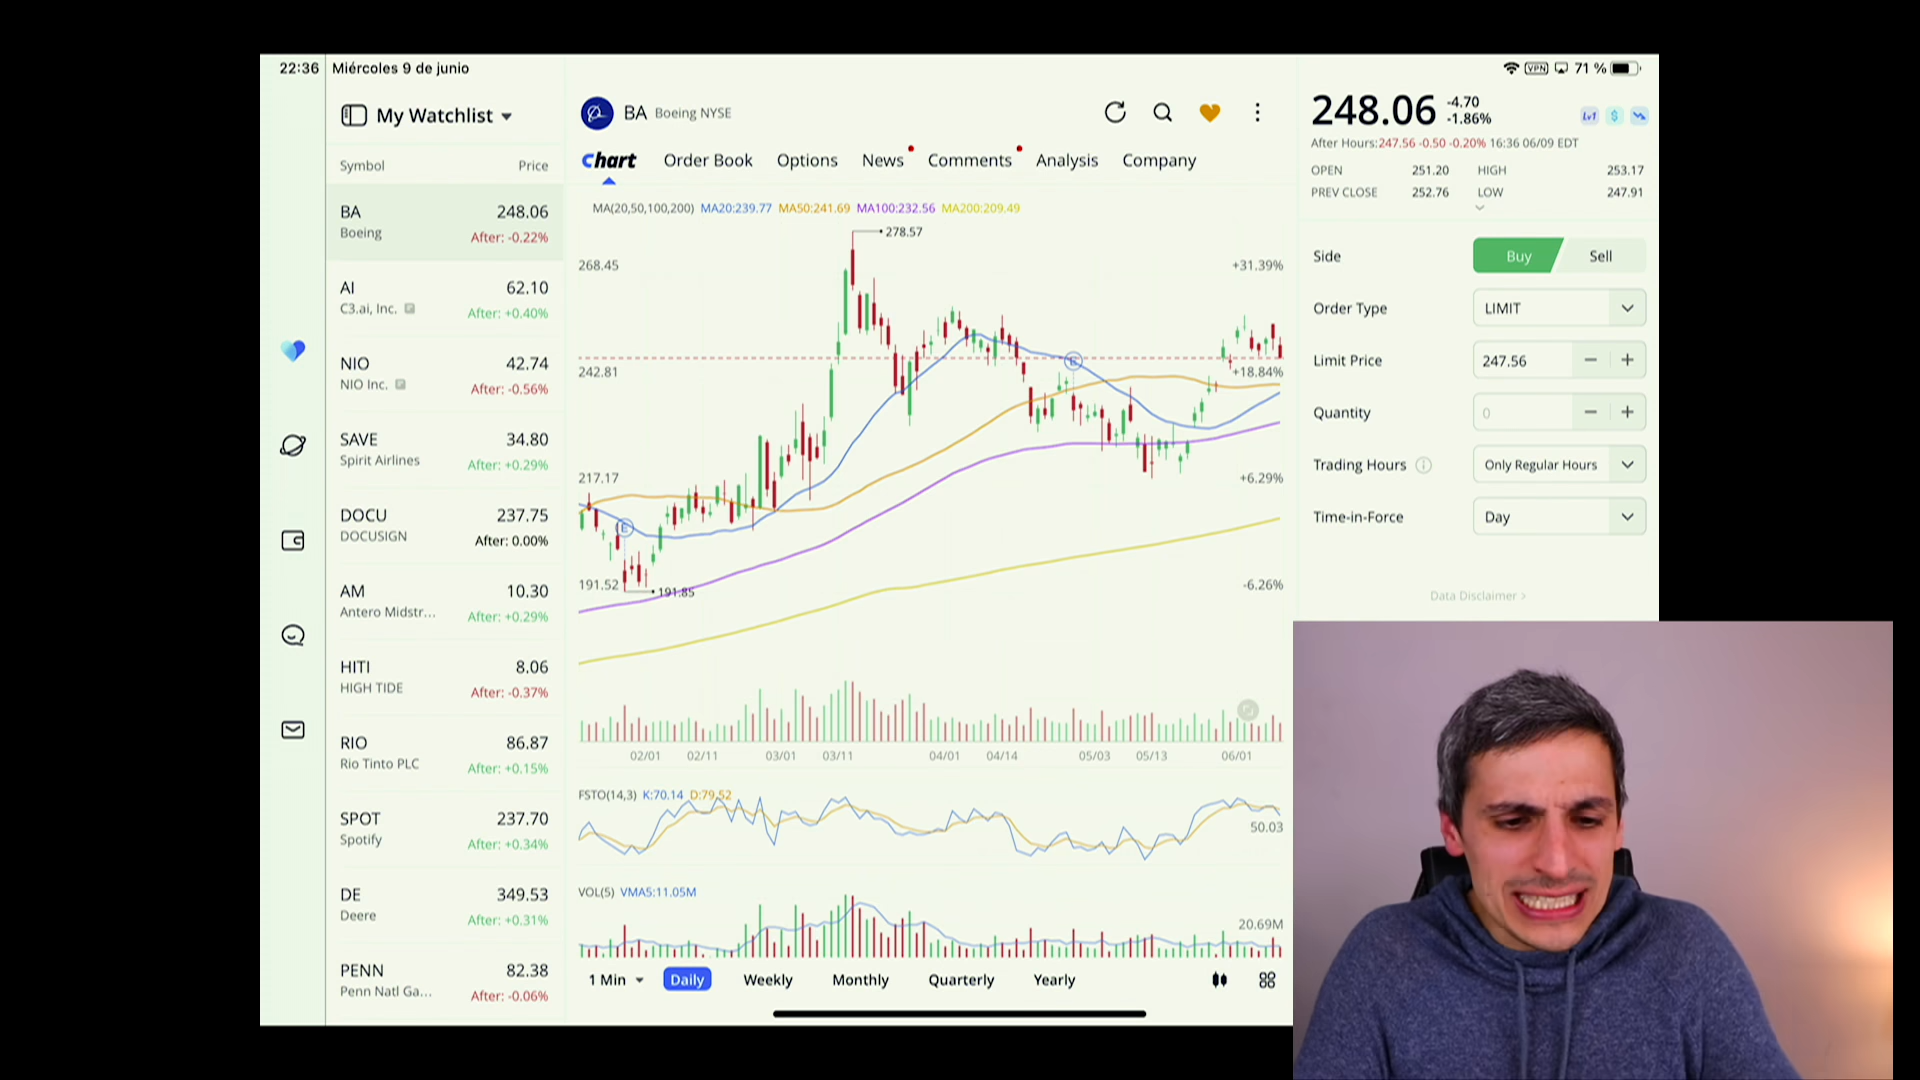 22:36 Miércoles 9 de junio
VPN 71 %
My Watchlist
Symbol Price
BA 248.06
Boeing After: -0.22%
AI 62.10
C3.ai, Inc. After: +0.40%
NIO 42.74
NIO Inc. After: -0.56%
SAVE 34.80
Spirit Airlines After: +0.29%
DOCU 237.75
DOCUSIGN After: 0.00%
AM 10.30
Antero Midstr... After: +0.29%
HITI 8.06
HIGH TIDE After: -0.37%
RIO 86.87
Rio Tinto PLC After: +0.15%
SPOT 237.70
Spotify After: +0.34%
DE 349.53
Deere After: +0.31%
PENN 82.38
Penn Natl Ga... After: -0.06%
BA Boeing NYSE
Chart Order Book Options News Comments Analysis Company
MA(20,50,100,200) MA20:239.77 MA50:241.69 MA100:232.56 MA200:209.49
278.57
268.45 +31.39%
E
242.81 +18.84%
217.17 +6.29%
E
191.52 -6.26%
191.85
02/01 02/11 03/01 03/11 04/01 04/14 05/03 05/13 06/01
FSTO(14,3) K:70.14 D:79.52
50.03
VOL(5) VMA5:11.05M
20.69M
1 Min Daily Weekly Monthly Quarterly Yearly
248.06 -4.70
-1.86%
Lv1 $
After Hours:247.56 -0.50 -0.20% 16:36 06/09 EDT
OPEN 251.20 HIGH 253.17
PREV CLOSE 252.76 LOW 247.91
Side Buy Sell
Order Type LIMIT
Limit Price 247.56 − +
Quantity 0 − +
Trading Hours Only Regular Hours
Time-in-Force Day
Data Disclaimer >